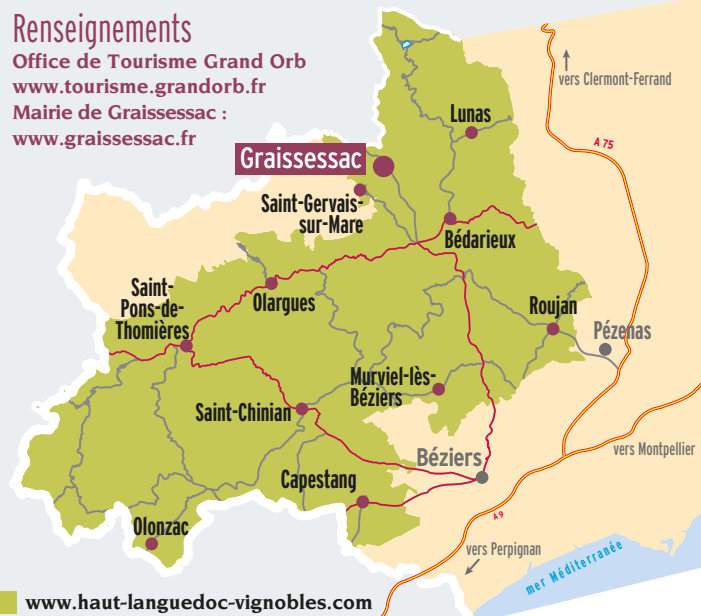 Renseignements
Office de Tourisme Grand Orb
www.tourisme.grandorb.fr
Mairie de Graissessac :
www.graissessac.fr
vers Clermont-Ferrand
Lunas
A 75
Graissessac
Saint-Gervais-
sur-Mare
Bédarieux
Saint-
Pons-de-
Thomières
Olargues
Roujan
Pézenas
Murviel-lès-
Béziers
Saint-Chinian
vers Montpellier
Béziers
Capestang
A 9
Olonzac
vers Perpignan
mer Méditerranée
www.haut-languedoc-vignobles.com